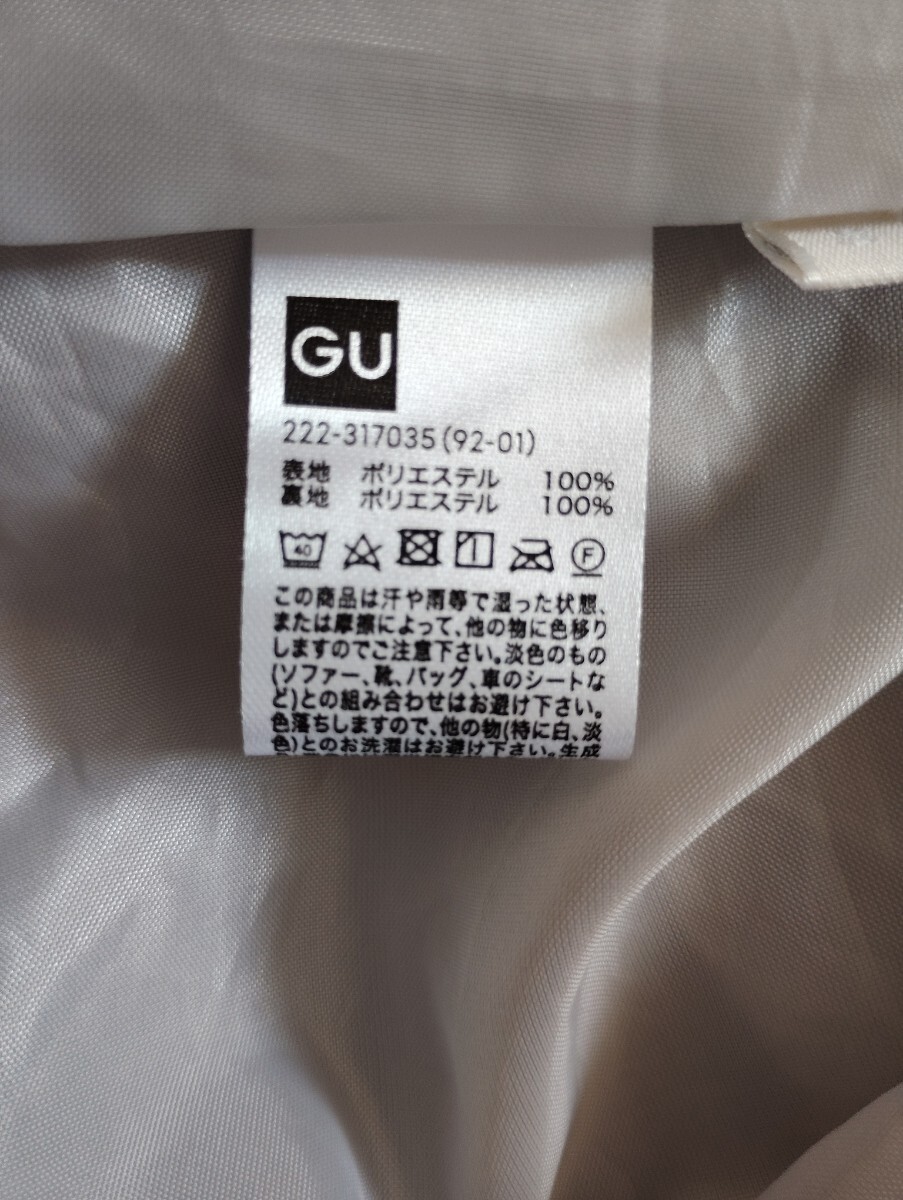 GU
222-317035(92-01)
表地 ポリエステル 100%
裏地 ポリエステル 100%
40 F
この商品は汗や雨等で湿った状態、
または摩擦によって、他の物に色移り
しますのでご注意下さい。淡色のもの
(ソファー、靴、バッグ、車のシートな
ど)との組み合わせはお避け下さい。
色落ちしますので、他の物(特に白、淡
色)とのお洗濯はお避け下さい。生成